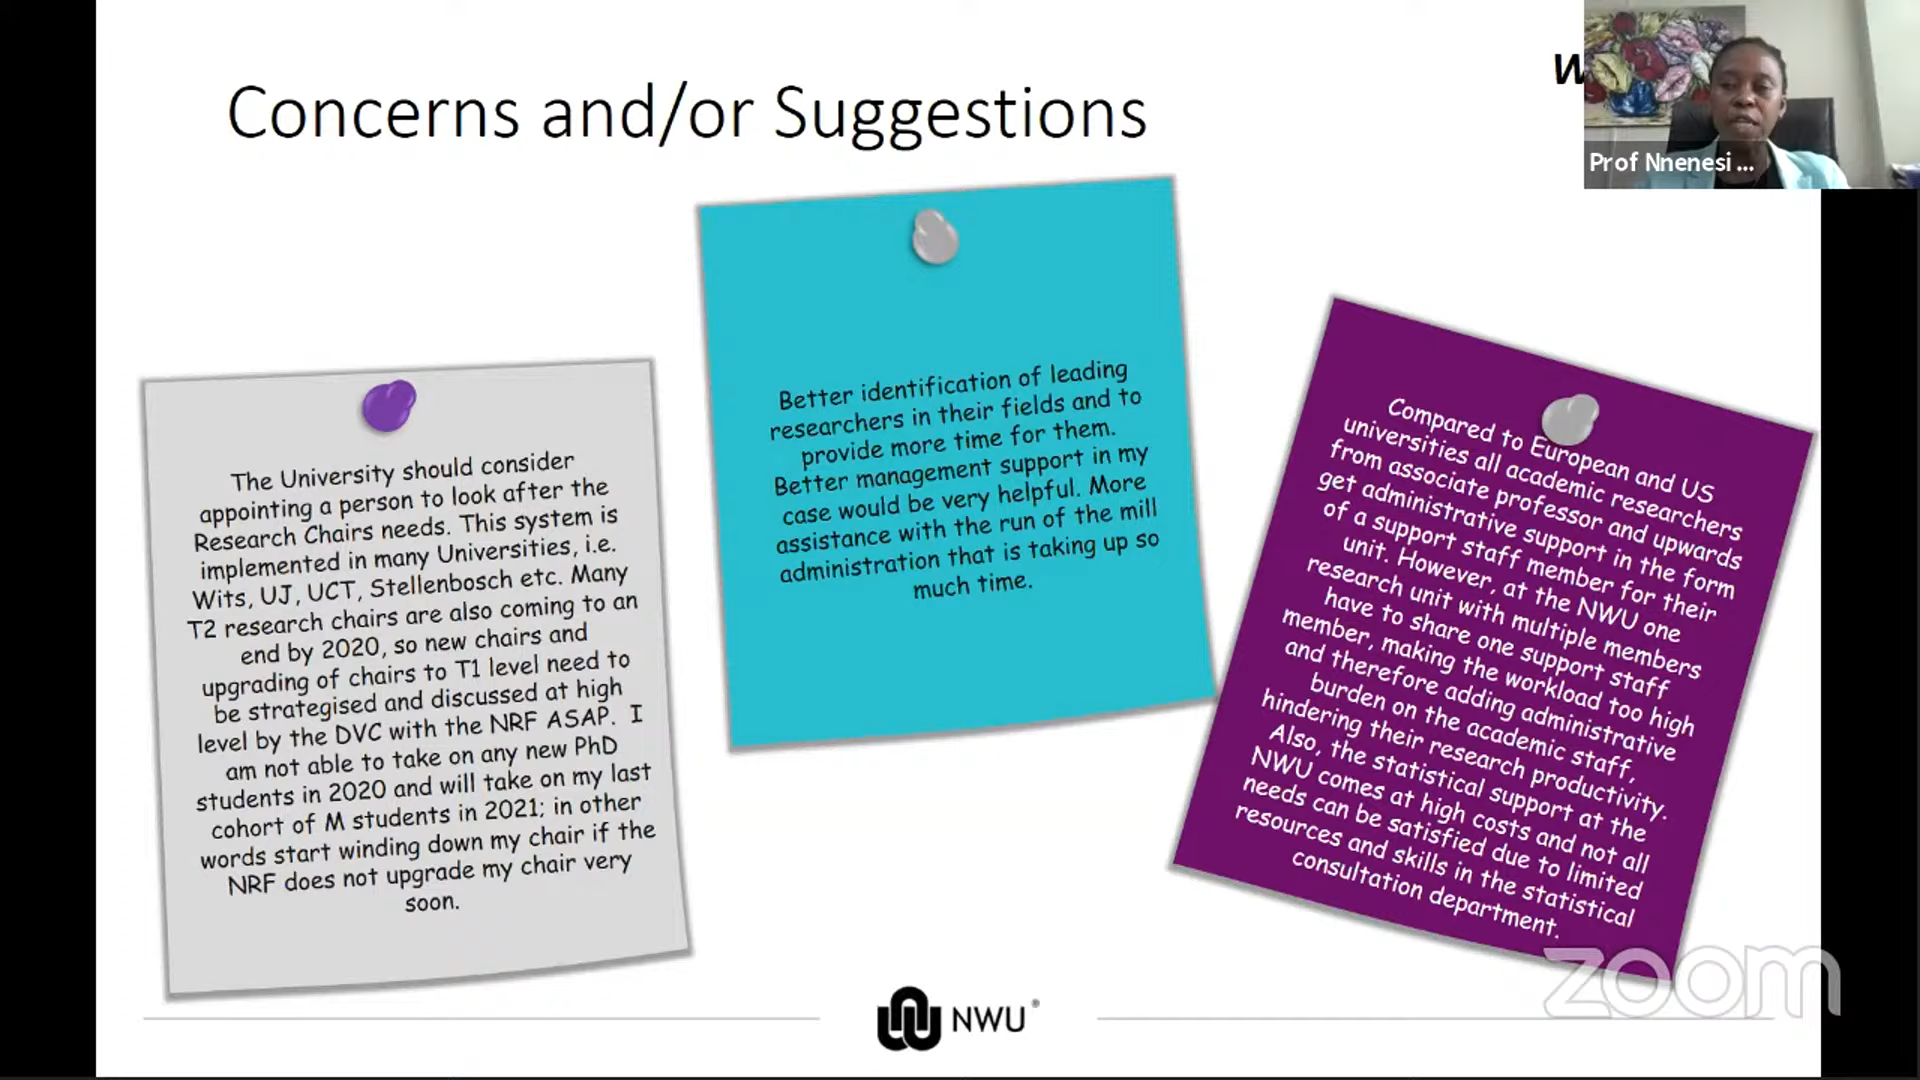 Concerns and/or Suggestions
W
Prof Nnenesi ...
The University should consider
appointing a person to look after the
Research Chairs needs. This system is
implemented in many Universities, i.e.
Wits, UJ, UCT, Stellenbosch etc. Many
T2 research chairs are also coming to an
end by 2020, so new chairs and
upgrading of chairs to T1 level need to
be strategised and discussed at high
level by the DVC with the NRF ASAP. I
am not able to take on any new PhD
students in 2020 and will take on my last
cohort of M students in 2021; in other
words start winding down my chair if the
NRF does not upgrade my chair very
soon.
Better identification of leading
researchers in their fields and to
provide more time for them.
Better management support in my
case would be very helpful. More
assistance with the run of the mill
administration that is taking up so
much time.
Compared to European and US
universities all academic researchers
from associate professor and upwards
get administrative support in the form
of a support staff member for their
unit. However, at the NWU one
research unit with multiple members
have to share one support staff
member, making the workload too high
and therefore adding administrative
burden on the academic staff,
hindering their research productivity.
Also, the statistical support at the
NWU comes at high costs and not all
needs can be satisfied due to limited
resources and skills in the statistical
consultation department.
NWU®
zoom